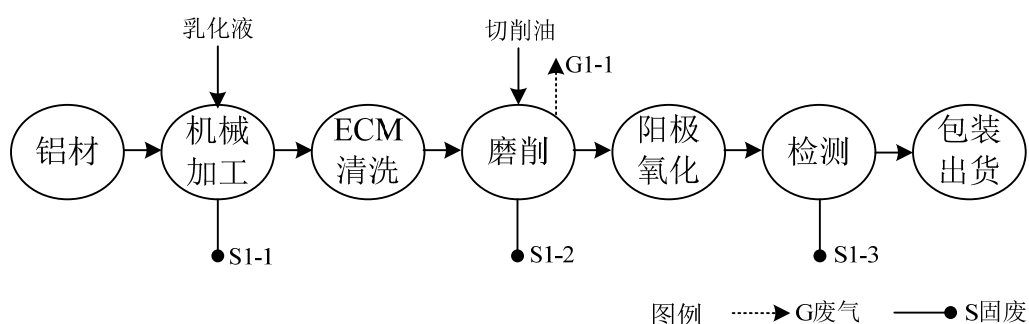 乳化液
切削油
G1-1
铝材
机械
加工
ECM
清洗
磨削
阳极
氧化
检测
包装
出货
S1-1
S1-2
S1-3
图例
G废气
S固废